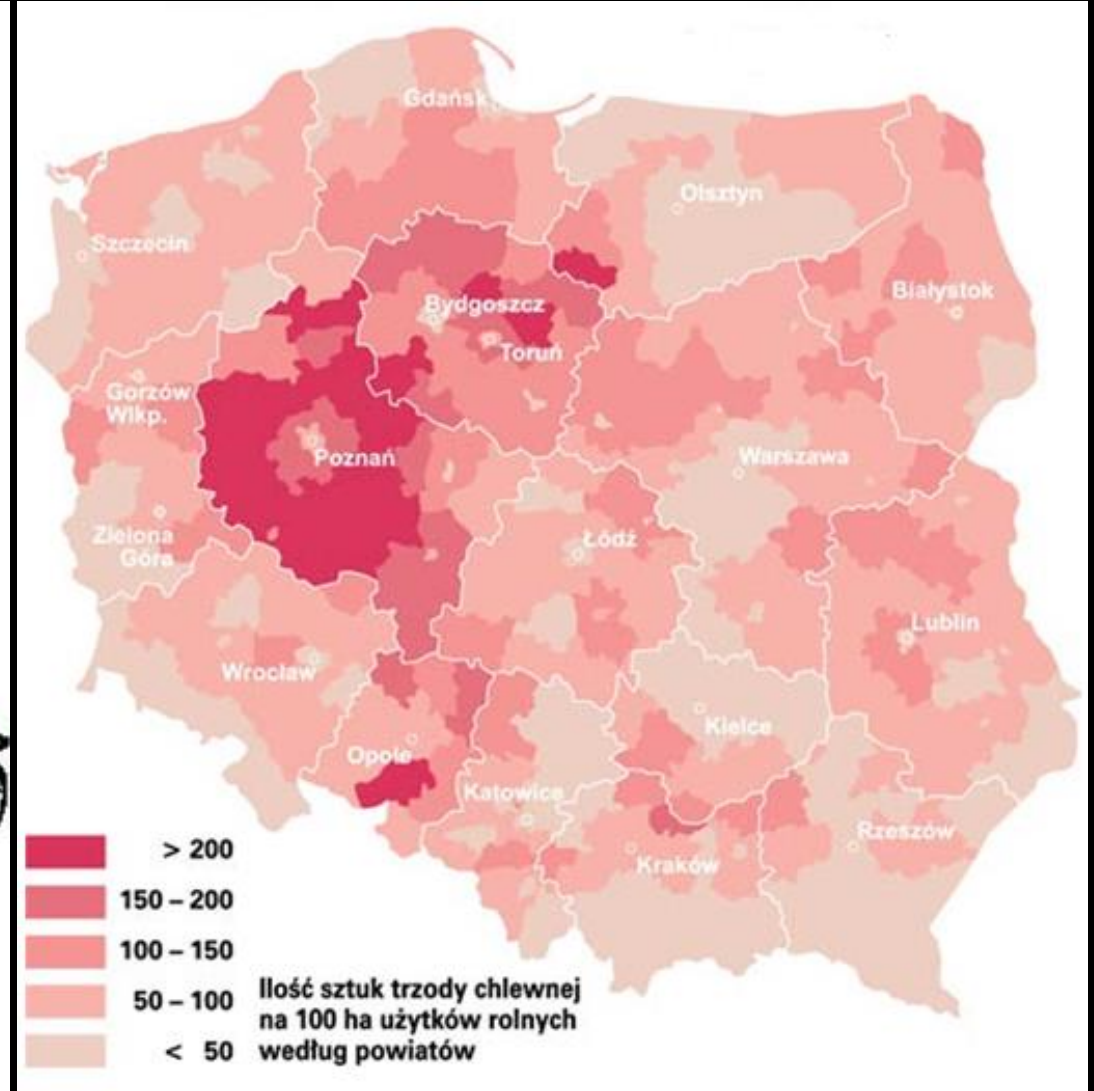 Gdańsk
Olsztyn
Szczecin
Białystok
Bydgoszcz
Toruń
Gorzów
Wlkp.
Poznań
Warszawa
Zielona
Góra
Łódź
Lublin
Wrocław
Kielce
Opole
Katowice
Rzeszów
Kraków
> 200
150 – 200
100 – 150
50 – 100
< 50
Ilość sztuk trzody chlewnej
na 100 ha użytków rolnych
według powiatów